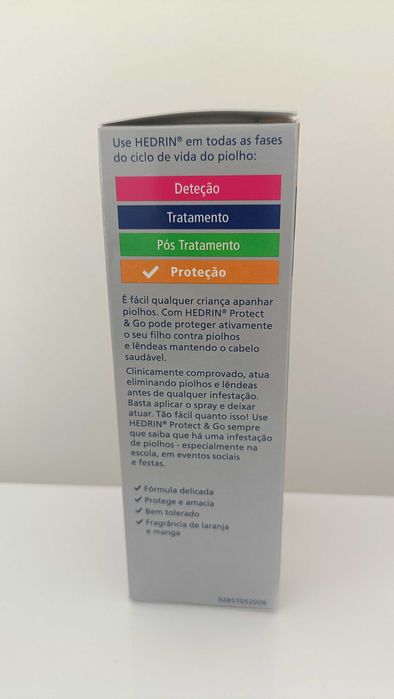 Use HEDRIN® em todas as fases
do ciclo de vida do piolho:
Deteção
Tratamento
Pós Tratamento
✓ Proteção
É fácil qualquer criança apanhar
piolhos. Com HEDRIN® Protect
& Go pode proteger ativamente
o seu filho contra piolhos
e lêndeas mantendo o cabelo
saudável.
Clinicamente comprovado, atua
eliminando piolhos e lêndeas
antes de qualquer infestação.
Basta aplicar o spray e deixar
atuar. Tão fácil quanto isso! Use
HEDRIN® Protect & Go sempre
que saiba que há uma infestação
de piolhos - especialmente na
escola, em eventos sociais
e festas.
✓ Fórmula delicada
✓ Protege e amacia
✓ Bem tolerado
✓ Fragrância de laranja
e manga
92857052006